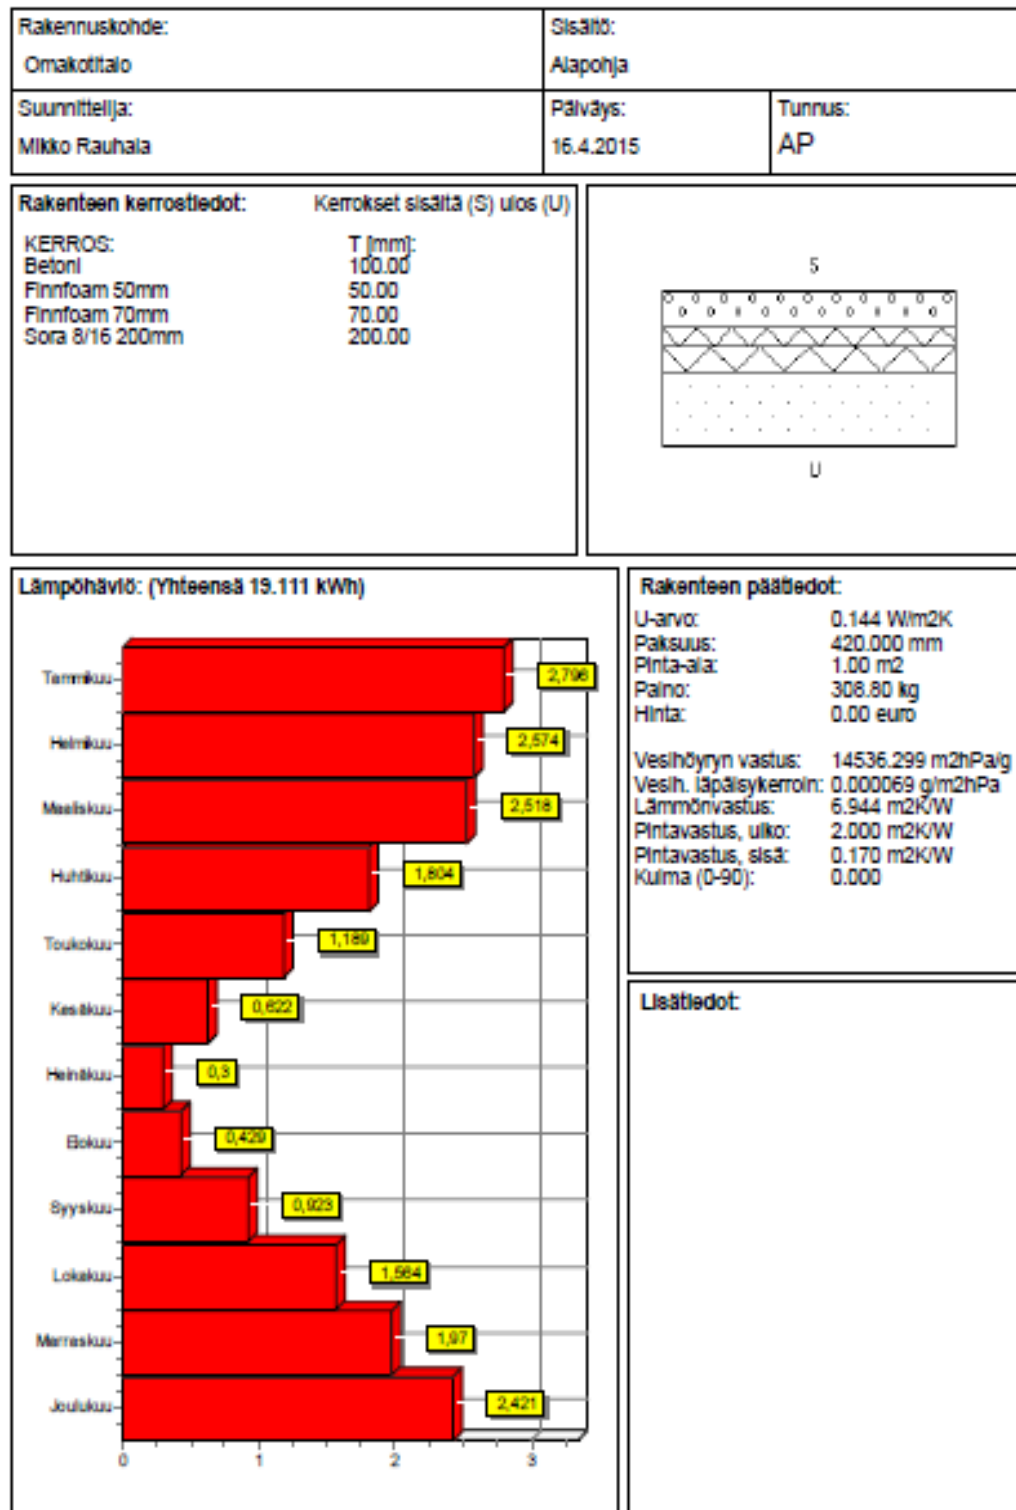 Rakennuskohde:
Omakotitalo
Sisältö:
Alapohja
Suunnittelija:
Mikko Rauhala
Päiväys:
16.4.2015
Tunnus:
AP
Rakenteen kerrostiedot: Kerrokset sisältä (S) ulos (U)
KERROS: T [mm]:
Betoni 100.00
Finnfoam 50mm 50.00
Finnfoam 70mm 70.00
Sora 8/16 200mm 200.00
S
U
Lämpöhäviö: (Yhteensä 19.111 kWh)
Tammikuu 2,796
Helmikuu 2,574
Maaliskuu 2,518
Huhtikuu 1,804
Toukokuu 1,189
Kesäkuu 0,622
Heinäkuu 0,3
Elokuu 0,429
Syyskuu 0,923
Lokakuu 1,564
Marraskuu 1,97
Joulukuu 2,421
0 1 2 3
Rakenteen päätiedot:
U-arvo: 0.144 W/m2K
Paksuus: 420.000 mm
Pinta-ala: 1.00 m2
Paino: 308.80 kg
Hinta: 0.00 euro
Vesihöyryn vastus: 14536.299 m2hPa/g
Vesih. läpäisykerroin: 0.000069 g/m2hPa
Lämmönvastus: 6.944 m2K/W
Pintavastus, ulko: 2.000 m2K/W
Pintavastus, sisä: 0.170 m2K/W
Kulma (0-90): 0.000
Lisätiedot: